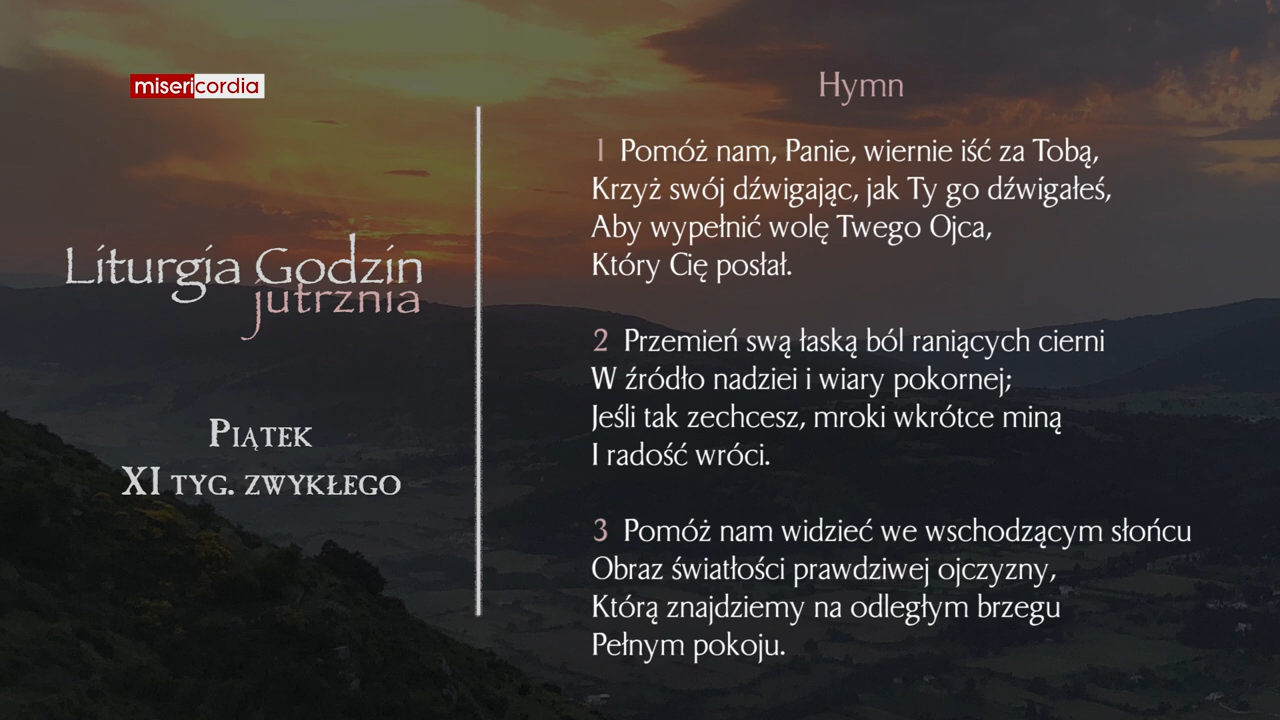 misericordia
Liturgia Godzin
jutrznia
Piątek
XI tyg. zwykłego
Hymn
1 Pomóż nam, Panie, wiernie iść za Tobą,
Krzyż swój dźwigając, jak Ty go dźwigałeś,
Aby wypełnić wolę Twego Ojca,
Który Cię posłał.
2 Przemień swą łaską ból raniących cierni
W źródło nadziei i wiary pokornej;
Jeśli tak zechcesz, mroki wkrótce miną
I radość wróci.
3 Pomóż nam widzieć we wschodzącym słońcu
Obraz światłości prawdziwej ojczyzny,
Którą znajdziemy na odległym brzegu
Pełnym pokoju.